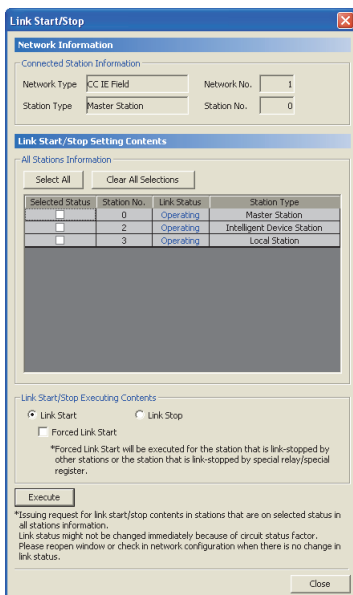 Link Start/Stop
Network Information
Connected Station Information
Network Type CC IE Field Network No. 1
Station Type Master Station Station No. 0
Link Start/Stop Setting Contents
All Stations Information
Select All Clear All Selections
Selected Status Station No. Link Status Station Type
0 Operating Master Station
2 Operating Intelligent Device Station
3 Operating Local Station
Link Start/Stop Executing Contents
Link Start Link Stop
Forced Link Start
*Forced Link Start will be executed for the station that is link-stopped by
other stations or the station that is link-stopped by special relay/special
register.
Execute
*Issuing request for link start/stop contents in stations that are on selected status in
all stations information.
Link status might not be changed immediately because of circuit status factor.
Please reopen window or check in network configuration when there is no change in
link status.
Close